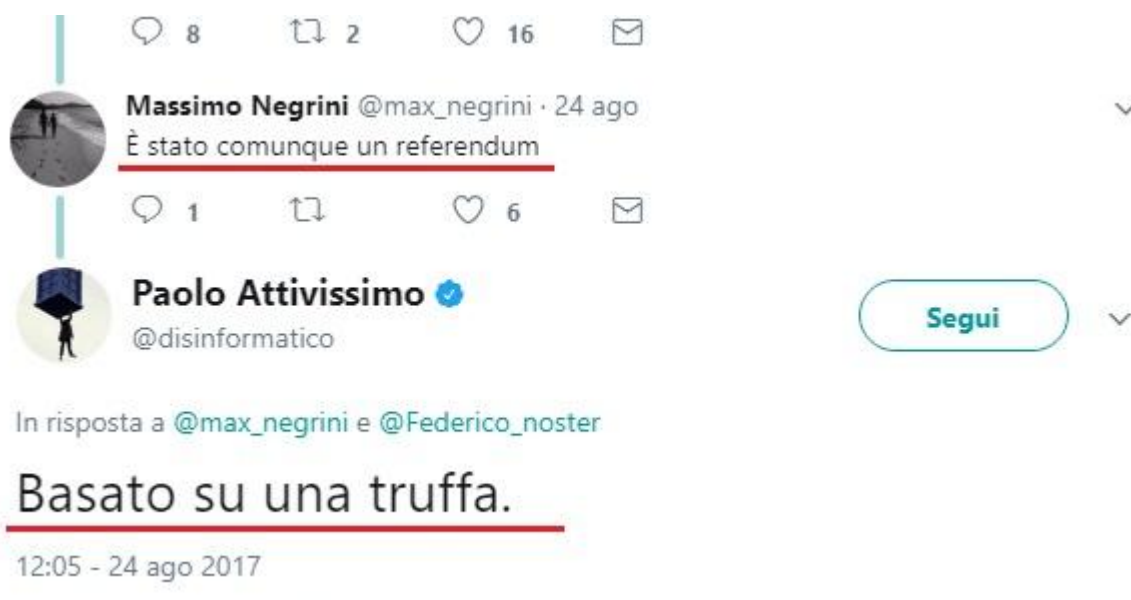 8 2 16
Massimo Negrini @max_negrini · 24 ago
È stato comunque un referendum
1 6
Paolo Attivissimo
@disinformatico
Segui
In risposta a @max_negrini e @Federico_noster
Basato su una truffa.
12:05 - 24 ago 2017